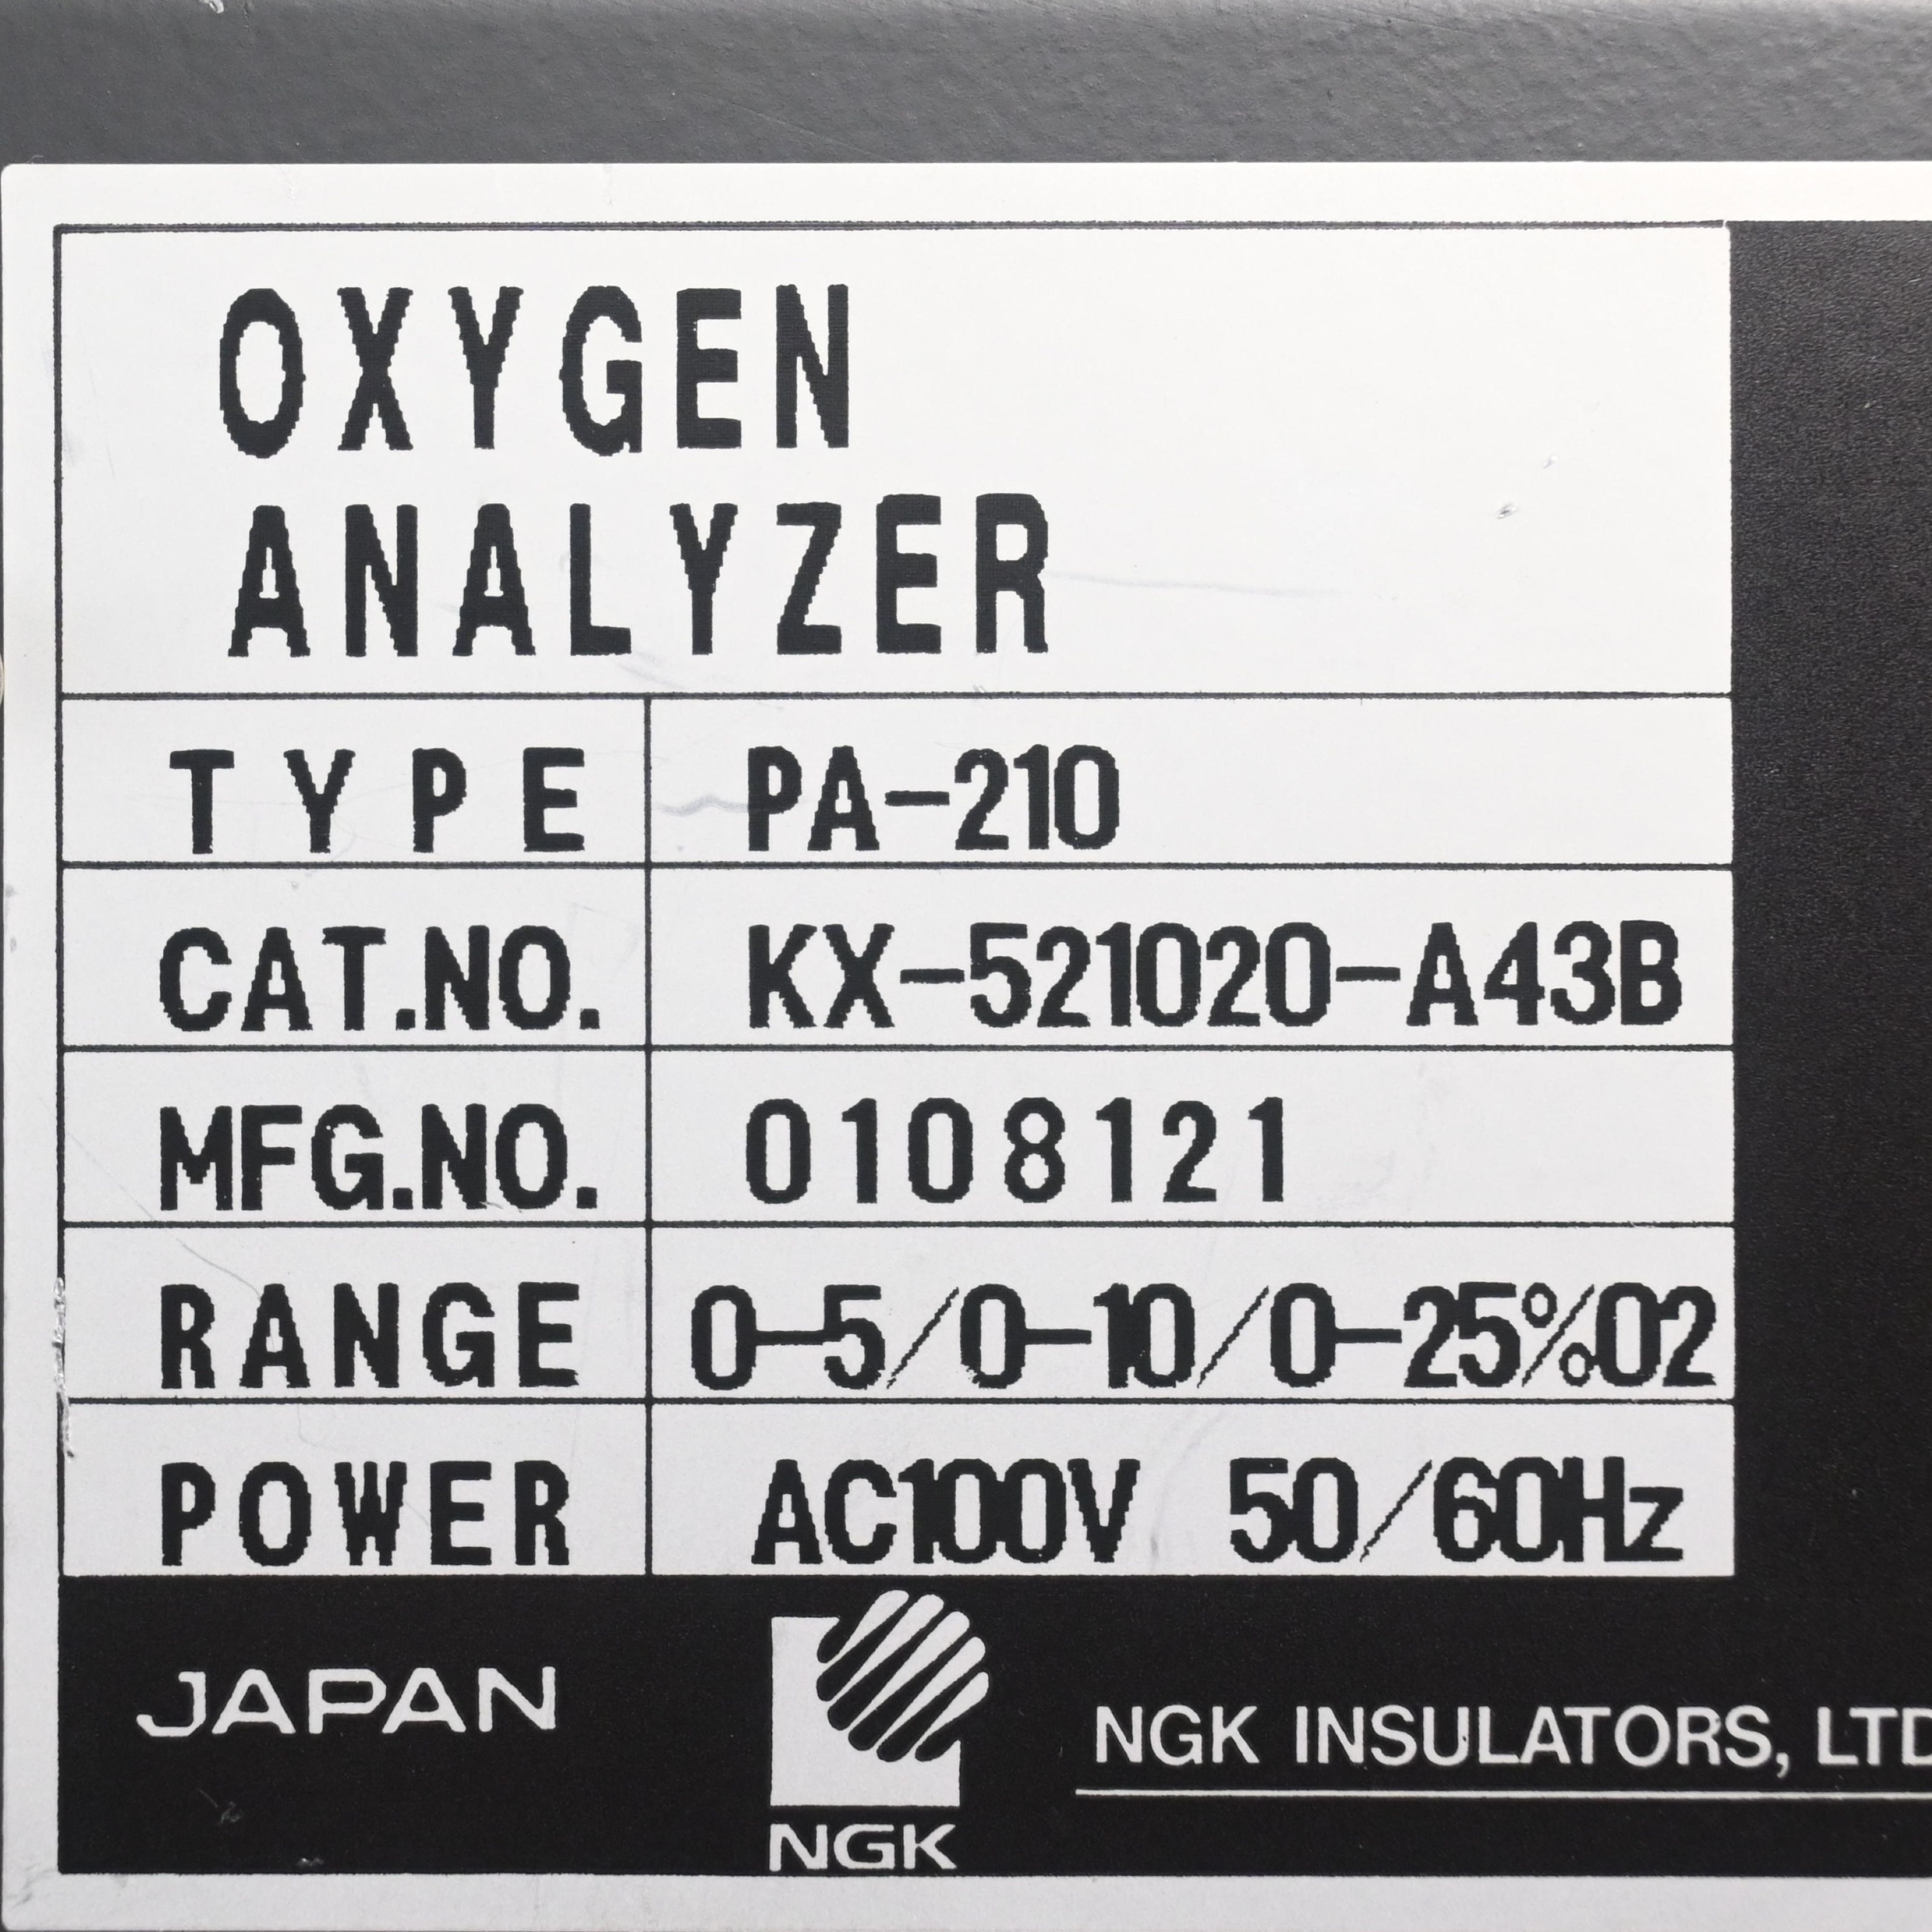 OXYGEN
ANALYZER
TYPE PA-210
CAT.NO. KX-521020-A43B
MFG.NO. 0108121
RANGE 0-5/0-10/0-25%O2
POWER AC100V 50/60Hz
JAPAN
NGK
NGK INSULATORS, LTD